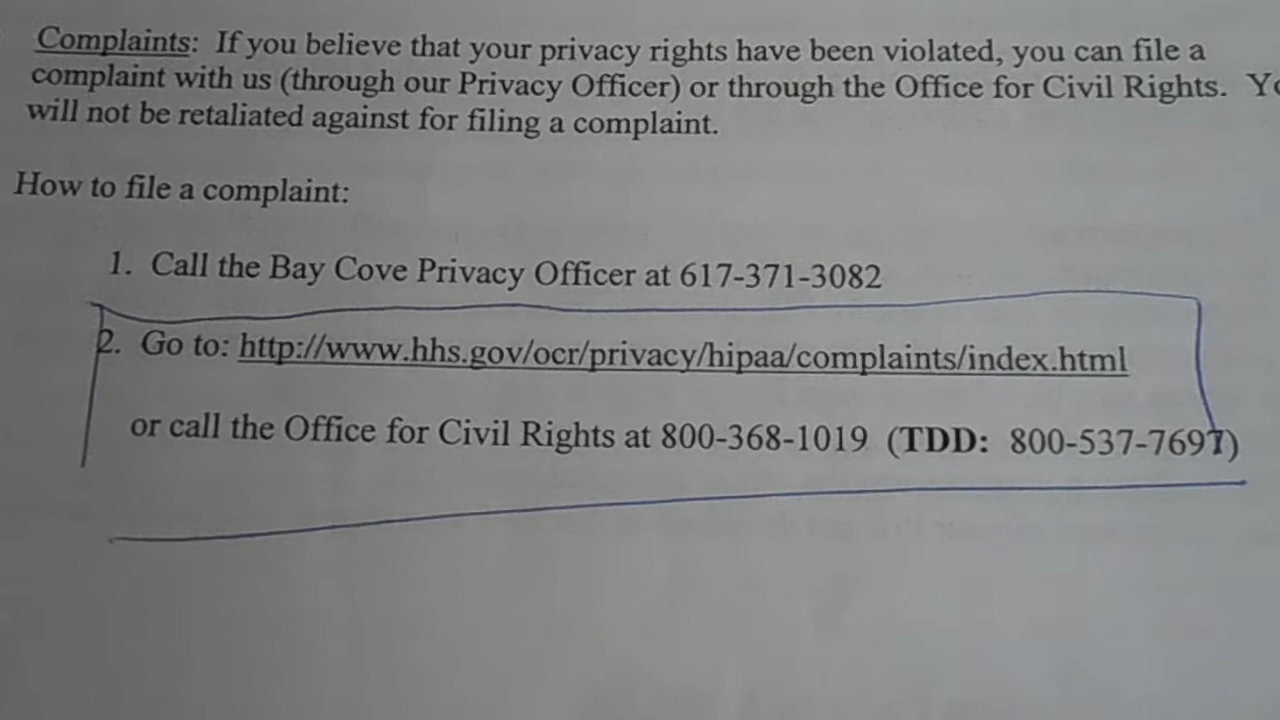 Complaints: If you believe that your privacy rights have been violated, you can file a
complaint with us (through our Privacy Officer) or through the Office for Civil Rights.
will not be retaliated against for filing a complaint.
How to file a complaint:
1. Call the Bay Cove Privacy Officer at 617-371-3082
2. Go to: http://www.hhs.gov/ocr/privacy/hipaa/complaints/index.html
or call the Office for Civil Rights at 800-368-1019 (TDD: 800-537-7697)